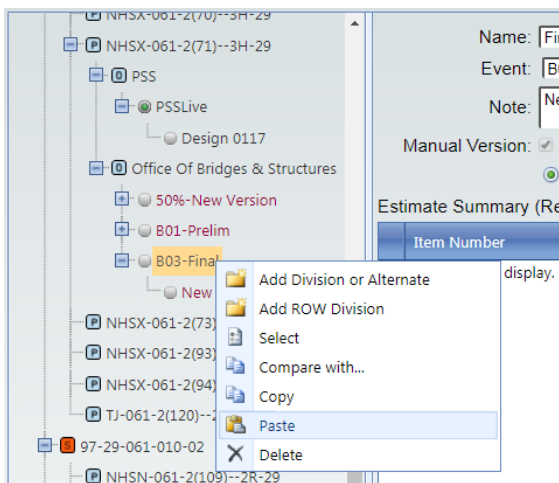 NHSX-061-2(70)--3H-29
P NHSX-061-2(71)--3H-29
O PSS
PSSLive
Design 0117
O Office Of Bridges & Structures
50%-New Version
B01-Prelim
B03-Final
New
P NHSX-061-2(73)
P NHSX-061-2(93)
P NHSX-061-2(94)
P TJ-061-2(120)--2
S 97-29-061-010-02
P NHSN-061-2(109)--2R-29
Add Division or Alternate
Add ROW Division
Select
Compare with...
Copy
Paste
Delete
Name: Fi
Event: B
Note: Ne
Manual Version:
Estimate Summary (Re
Item Number
display.